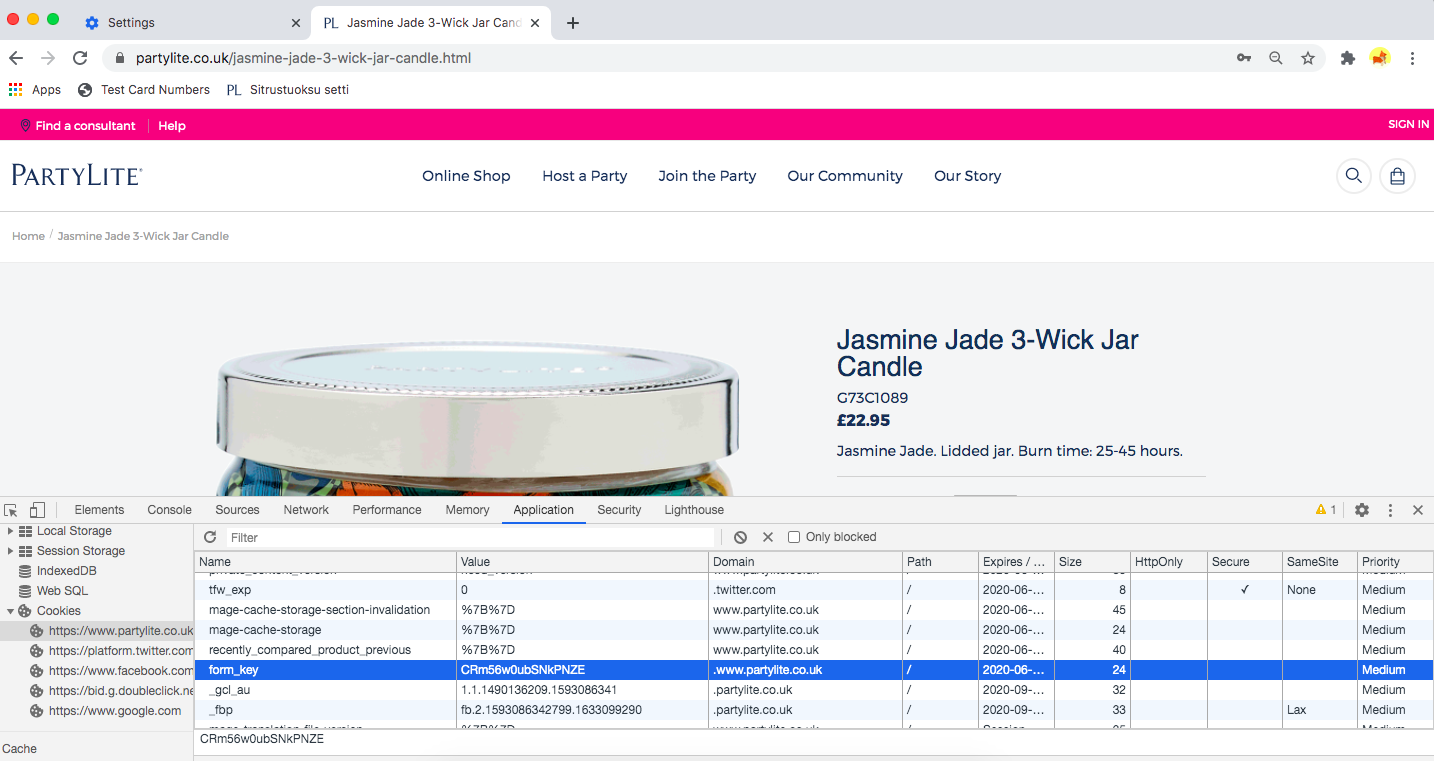 Settings
PL Jasmine Jade 3-Wick Jar Cand
partylite.co.uk/jasmine-jade-3-wick-jar-candle.html
Apps Test Card Numbers PL Sitrustuoksu setti
Find a consultant Help SIGN IN
PARTYLITE
Online Shop Host a Party Join the Party Our Community Our Story
Home / Jasmine Jade 3-Wick Jar Candle
Jasmine Jade 3-Wick Jar
Candle
G73C1089
£22.95
Jasmine Jade. Lidded jar. Burn time: 25-45 hours.
Elements Console Sources Network Performance Memory Application Security Lighthouse 1
Local Storage
Session Storage
IndexedDB
Web SQL
Cookies
https://www.partylite.co.uk
https://platform.twitter.com
https://www.facebook.com
https://bid.g.doubleclick.ne
https://www.google.com
Cache
Filter Only blocked
Name Value Domain Path Expires / ... Size HttpOnly Secure SameSite Priority
tfw_exp 0 .twitter.com / 2020-06-... 8 ✓ None Medium
mage-cache-storage-section-invalidation %7B%7D www.partylite.co.uk / 2020-06-... 45 Medium
mage-cache-storage %7B%7D www.partylite.co.uk / 2020-06-... 24 Medium
recently_compared_product_previous %7B%7D www.partylite.co.uk / 2020-06-... 40 Medium
form_key CRm56w0ubSNkPNZE .www.partylite.co.uk / 2020-06-... 24 Medium
_gcl_au 1.1.1490136209.1593086341 .partylite.co.uk / 2020-09-... 32 Medium
_fbp fb.2.1593086342799.1633099290 .partylite.co.uk / 2020-09-... 33 Lax Medium
CRm56w0ubSNkPNZE